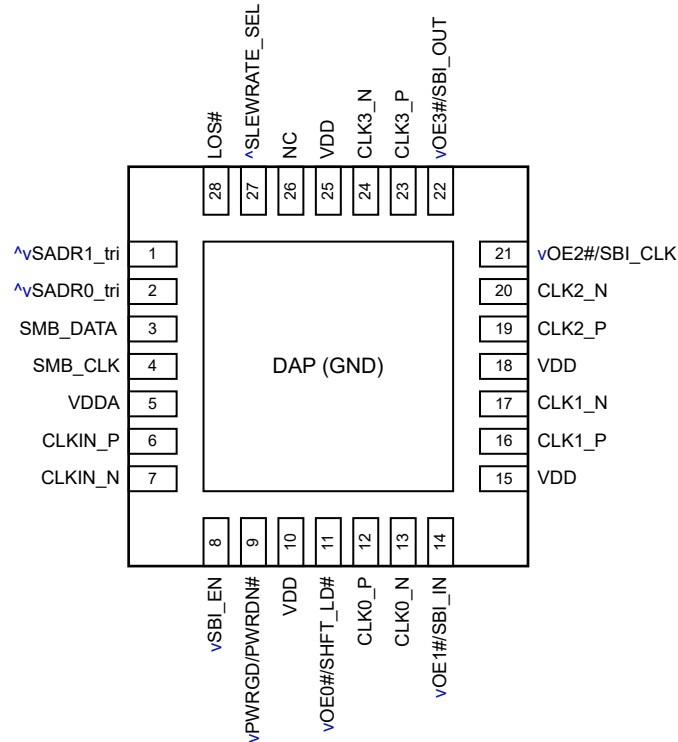 LOS#
^SLEWRATE_SEL
NC
VDD
CLK3_N
CLK3_P
vOE3#/SBI_OUT
28
27
26
25
24
23
22
^vSADR1_tri 1
^vSADR0_tri 2
SMB_DATA 3
SMB_CLK 4
VDDA 5
CLKIN_P 6
CLKIN_N 7
DAP (GND)
21 vOE2#/SBI_CLK
20 CLK2_N
19 CLK2_P
18 VDD
17 CLK1_N
16 CLK1_P
15 VDD
8
9
10
11
12
13
14
vSBI_EN
vPWRGD/PWRDN#
VDD
vOE0#/SHFT_LD#
CLK0_P
CLK0_N
vOE1#/SBI_IN